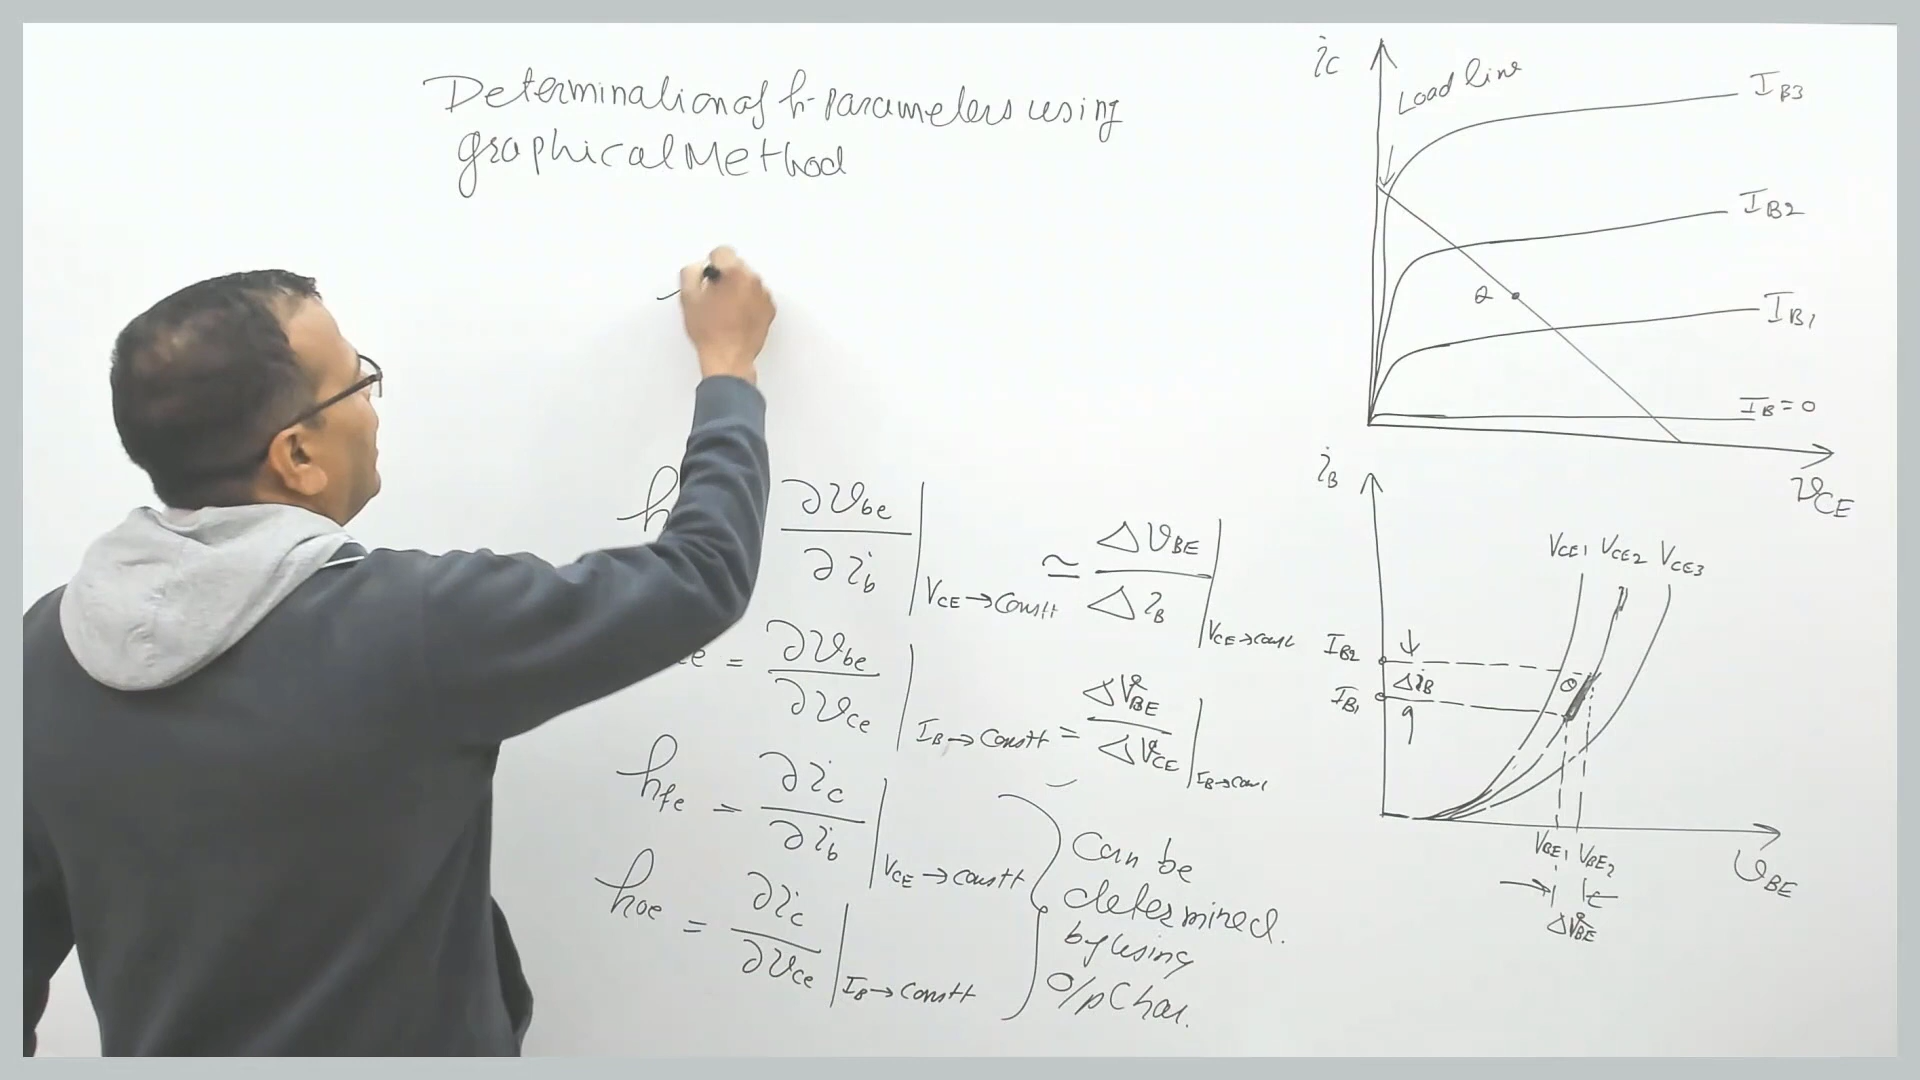 Determination of h-parameters using
graphical Method
h = ∂vbe / ∂ib | VCE → Constt ≃ ΔvBE / ΔiB | VCE → const
e = ∂vbe / ∂vce | IB → Constt = ΔvBE / ΔvCE | IB → const
hfe = ∂ic / ∂ib | VCE → constt
hoe = ∂ic / ∂vce | IB → constt
Can be
determined.
by using
O/p Char.
iC
Load line
IB3
IB2
Q
IB1
IB = 0
vCE
iB
VCE1 VCE2 VCE3
IB2
ΔiB
Q
IB1
VBE1 VBE2
vBE
ΔvBE